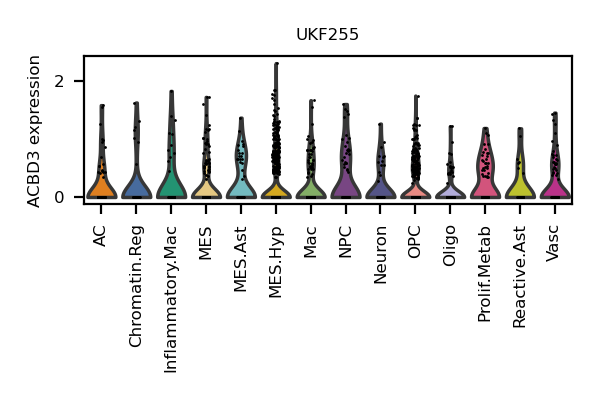 UKF255
ACBD3 expression
2
0
AC
Chromatin.Reg
Inflammatory.Mac
MES
MES.Ast
MES.Hyp
Mac
NPC
Neuron
OPC
Oligo
Prolif.Metab
Reactive.Ast
Vasc